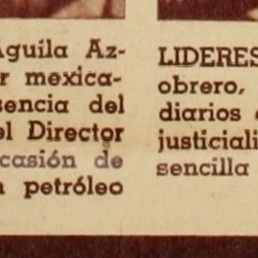 Aguila Az-
r mexica-
sencia del
el Director
casión de
n petróleo
LIDERES
obrero,
diarios
justiciali
sencilla